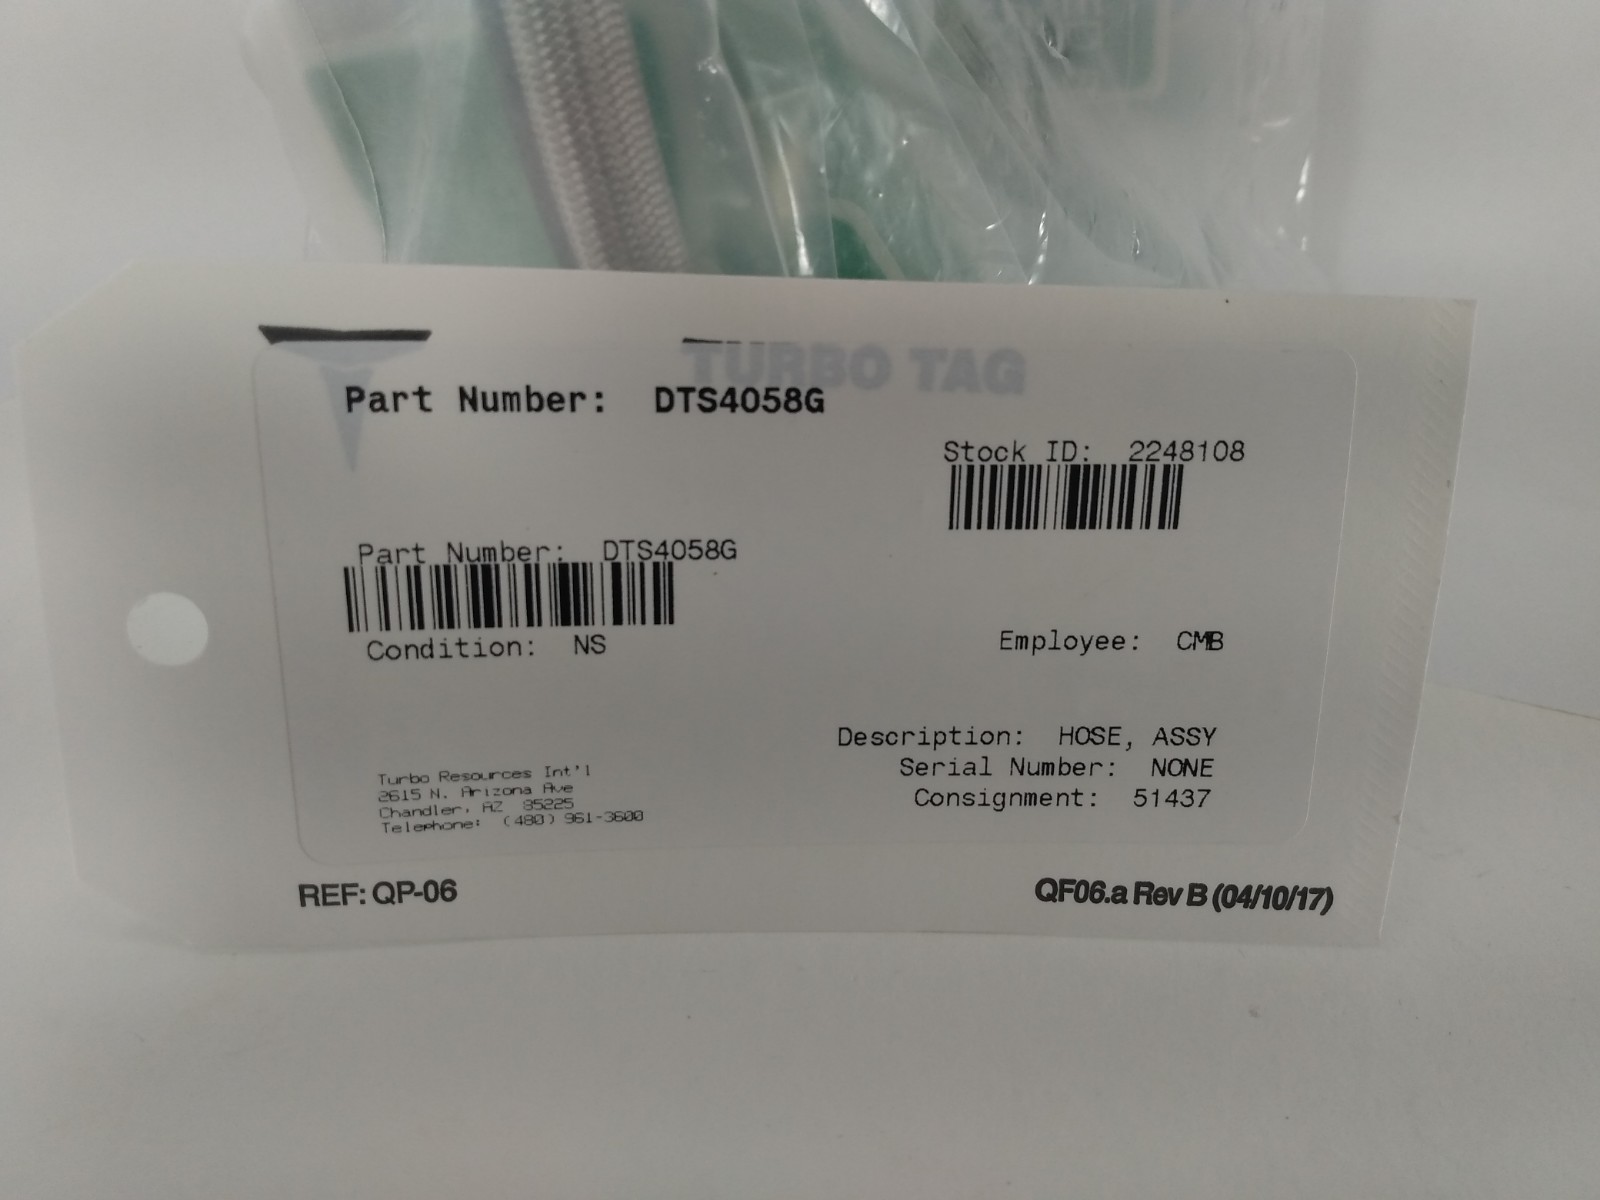 TURBO TAG
Part Number: DTS4058G
Stock ID: 2248108
Part Number: DTS4058G
Condition: NS
Employee: CMB
Description: HOSE, ASSY
Serial Number: NONE
Consignment: 51437
Turbo Resources Int'l
2615 N. Arizona Ave
Chandler, AZ 85225
Telephone: (480) 961-3600
REF: QP-06
QF06.a Rev B (04/10/17)